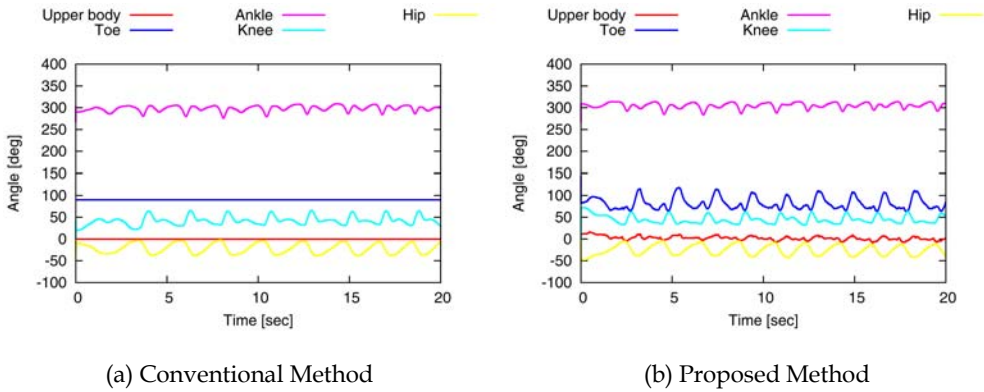 Upper body Ankle Hip
Toe Knee
400
350
300
250
200
150
100
50
0
-50
-100
Angle [deg]
0 5 10 15 20
Time [sec]
(a) Conventional Method
Upper body Ankle Hip
Toe Knee
400
350
300
250
200
150
100
50
0
-50
-100
Angle [deg]
0 5 10 15 20
Time [sec]
(b) Proposed Method